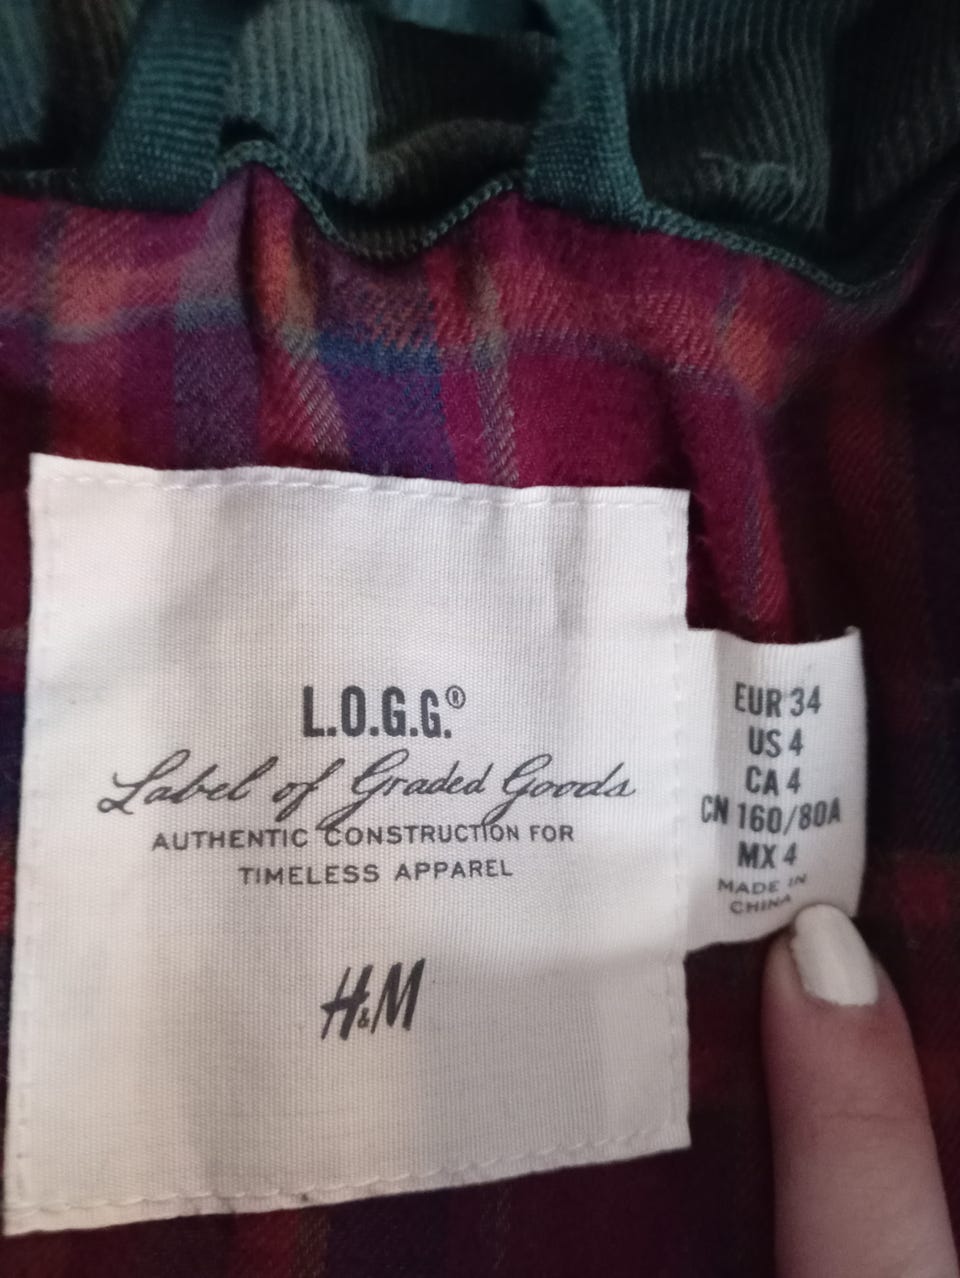 L.O.G.G.®
Label of Graded Goods
AUTHENTIC CONSTRUCTION FOR
TIMELESS APPAREL
H&M
EUR 34
US 4
CA 4
CN 160/80A
MX 4
MADE IN
CHINA